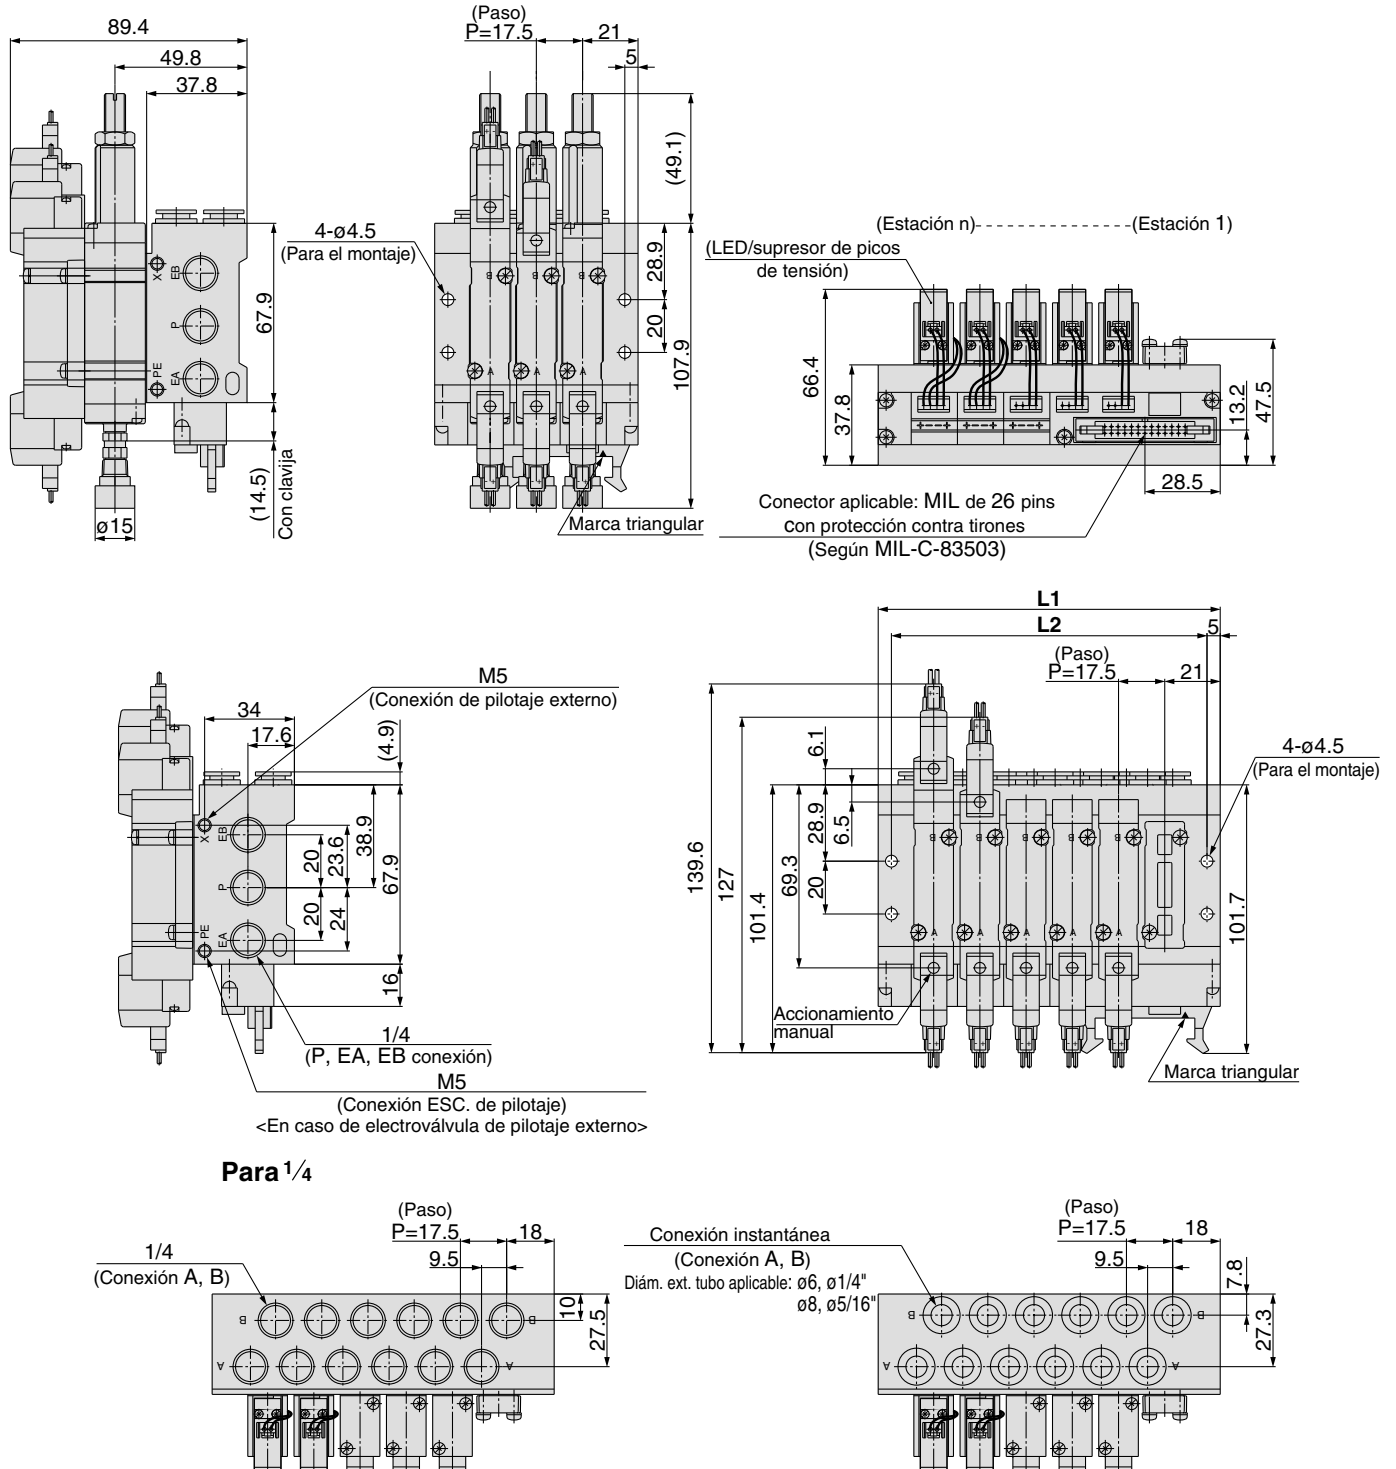 89.4
49.8
37.8
X
EB
P
PE
EA
67.9
(14.5)
Con clavija
ø15
(Paso)
P=17.5
21
5
(49.1)
4-ø4.5
(Para el montaje)
28.9
20
107.9
B B B
A A A
Marca triangular
(Estación n)
(Estación 1)
(LED/supresor de picos
de tensión)
66.4
37.8
13.2
47.5
28.5
Conector aplicable: MIL de 26 pins
con protección contra tirones
(Según MIL-C-83503)
M5
(Conexión de pilotaje externo)
34
17.6
(4.9)
X
EB
P
PE
EA
20
23.6
38.9
67.9
20
24
16
1/4
(P, EA, EB conexión)
M5
(Conexión ESC. de pilotaje)
<En caso de electroválvula de pilotaje externo>
L1
L2
5
(Paso)
P=17.5
21
4-ø4.5
(Para el montaje)
139.6
127
101.4
69.3
6.1
28.9
6.5
20
101.7
B B B B B
A A A A A
Accionamiento
manual
Marca triangular
Para 1/4
(Paso)
P=17.5
18
9.5
1/4
(Conexión A, B)
10
27.5
B B
A A
(Paso)
P=17.5
18
9.5
Conexión instantánea
(Conexión A, B)
Diám. ext. tubo aplicable: ø6, ø1/4"
ø8, ø5/16"
7.8
27.3
B B
A A